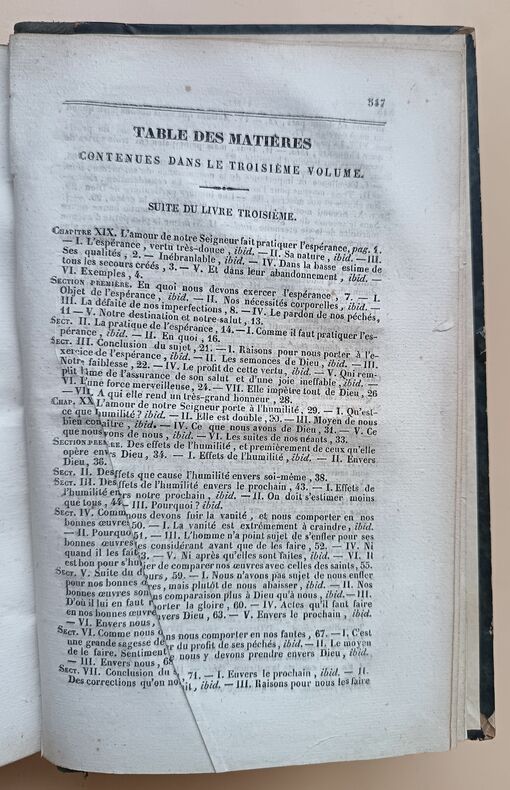 347
TABLE DES MATIÈRES
CONTENUES DANS LE TROISIÈME VOLUME.
SUITE DU LIVRE TROISIÈME.
CHAPITRE XIX. L'amour de notre Seigneur fait pratiquer l'espérance, pag. 1.
— I. L'espérance, vertu très-douce, ibid. — II. Sa nature, ibid. — III.
Ses qualités, 2. — Inébranlable, ibid. — IV. Dans la basse estime de
tous les secours créés, 3. — V. Et dans leur abandonnement, ibid. —
VI. Exemples, 4.
SECTION PREMIÈRE. En quoi nous devons exercer l'espérance, 7. — I.
Objet de l'espérance, ibid. — II. Nos nécessités corporelles, ibid. —
III. La défaite de nos imperfections, 8. — IV. Le pardon de nos péchés,
11 — V. Notre destination et notre salut, 13.
SECT. II. La pratique de l'espérance, 14. — I. Comme il faut pratiquer l'es-
pérance, ibid. — II. En quoi, 16.
SECT. III. Conclusion du sujet, 21. — I. Raisons pour nous porter à l'e-
xercice de l'espérance, ibid. — II. Les semonces de Dieu, ibid. — III.
Notre faiblesse, 22. — IV. Le profit de cette vertu, ibid. — V. Qui rem-
plit l'âme de l'assurance de son salut et d'une joie ineffable, ibid. —
VI. D'une force merveilleuse, 24. — VII. Elle impètre tout de Dieu, 26
— VII. A qui elle rend un très-grand honneur, 28.
CHAP. XX. L'amour de notre Seigneur porte à l'humilité, 29. — I. Qu'est-
ce que l'humilité? ibid. — II. Elle est double, 30. — III. Moyen de nous
bien connaître, ibid. — IV. Ce que nous avons de Dieu, 31. — V. Ce
que nous avons de nous, ibid. — VI. Les suites de nos néants, 33.
SECTION PREMIÈRE. Des effets de l'humilité, et premièrement de ceux qu'elle
opère envers Dieu, 34. — I. Effets de l'humilité, ibid. — II. Envers
Dieu, 36.
SECT. II. Des effets que cause l'humilité envers soi-même, 38.
SECT. III. Des effets de l'humilité envers le prochain, 43. — I. Effets de
l'humilité envers notre prochain, ibid. — II. On doit s'estimer moins
que tous, 44. — III. Pourquoi? ibid.
SECT. IV. Comme nous devons fuir la vanité, et nous comporter en nos
bonnes œuvres, 50. — I. La vanité est extrêmement à craindre, ibid.
— II. Pourquoi, 51. — III. L'homme n'a point sujet de s'enfler pour ses
bonnes œuvres les considérant avant que de les faire, 52. — IV. Ni
quand il les fait, 53. — V. Ni après qu'elles sont faites, ibid. — VI. Il
est bon pour s'hu er de comparer nos œuvres avec celles des saints, 55.
SECT. V. Suite du d ours, 59. — I. Nous n'avons pas sujet de nous enfler
pour nos bonnes res, mais plutôt de nous abaisser, ibid. — II. Nos
bonnes œuvres son ns comparaison plus à Dieu qu'à nous, ibid. — III.
D'où il lui en faut r orter la gloire, 60. — IV. Actes qu'il faut faire
en nos bonnes œuvre vers Dieu, 63. — V. Envers le prochain, ibid.
— VI. Envers nous,
SECT. VI. Comme nous ns nous comporter en nos fautes, 67. — I. C'est
une grande sagesse de r du profit de ses péchés, ibid. — II. Le moyen
de le faire. Sentiment nous y devons prendre envers Dieu, ibid.
— III. Envers nous, 6
SECT. VII. Conclusion du s , 71. — I. Envers le prochain, ibid. — II.
Des corrections qu'on no it, ibid. — III. Raisons pour nous les faire